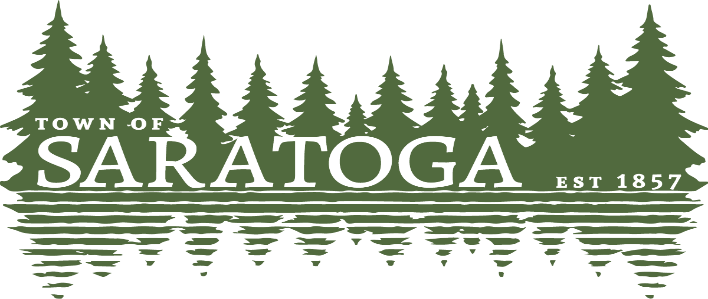 TOWN OF
SARATOGA
EST 1857